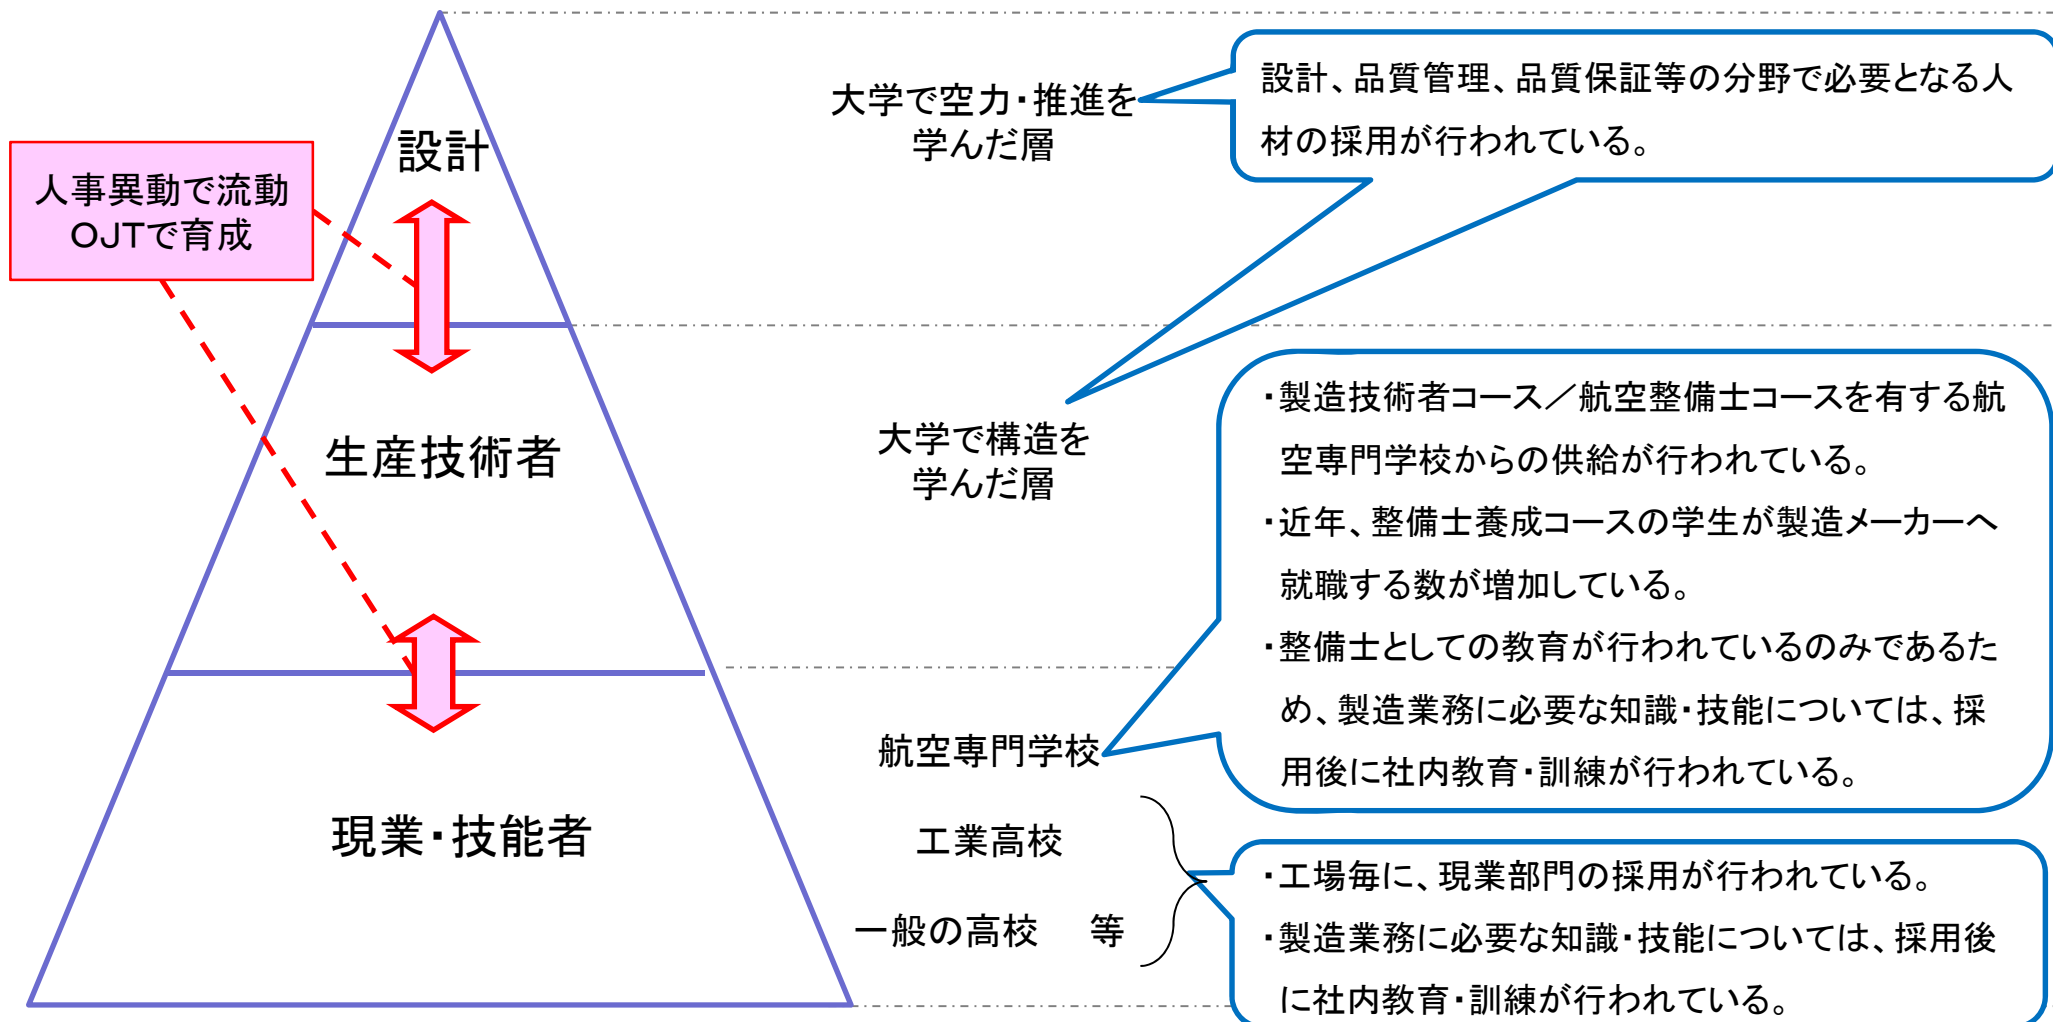 設計
人事異動で流動
OJTで育成
生産技術者
現業・技能者
大学で空力・推進を
学んだ層
大学で構造を
学んだ層
航空専門学校
工業高校
一般の高校 等
設計、品質管理、品質保証等の分野で必要となる人
材の採用が行われている。
・製造技術者コース／航空整備士コースを有する航
空専門学校からの供給が行われている。
・近年、整備士養成コースの学生が製造メーカーへ
就職する数が増加している。
・整備士としての教育が行われているのみであるた
め、製造業務に必要な知識・技能については、採
用後に社内教育・訓練が行われている。
・工場毎に、現業部門の採用が行われている。
・製造業務に必要な知識・技能については、採用後
に社内教育・訓練が行われている。